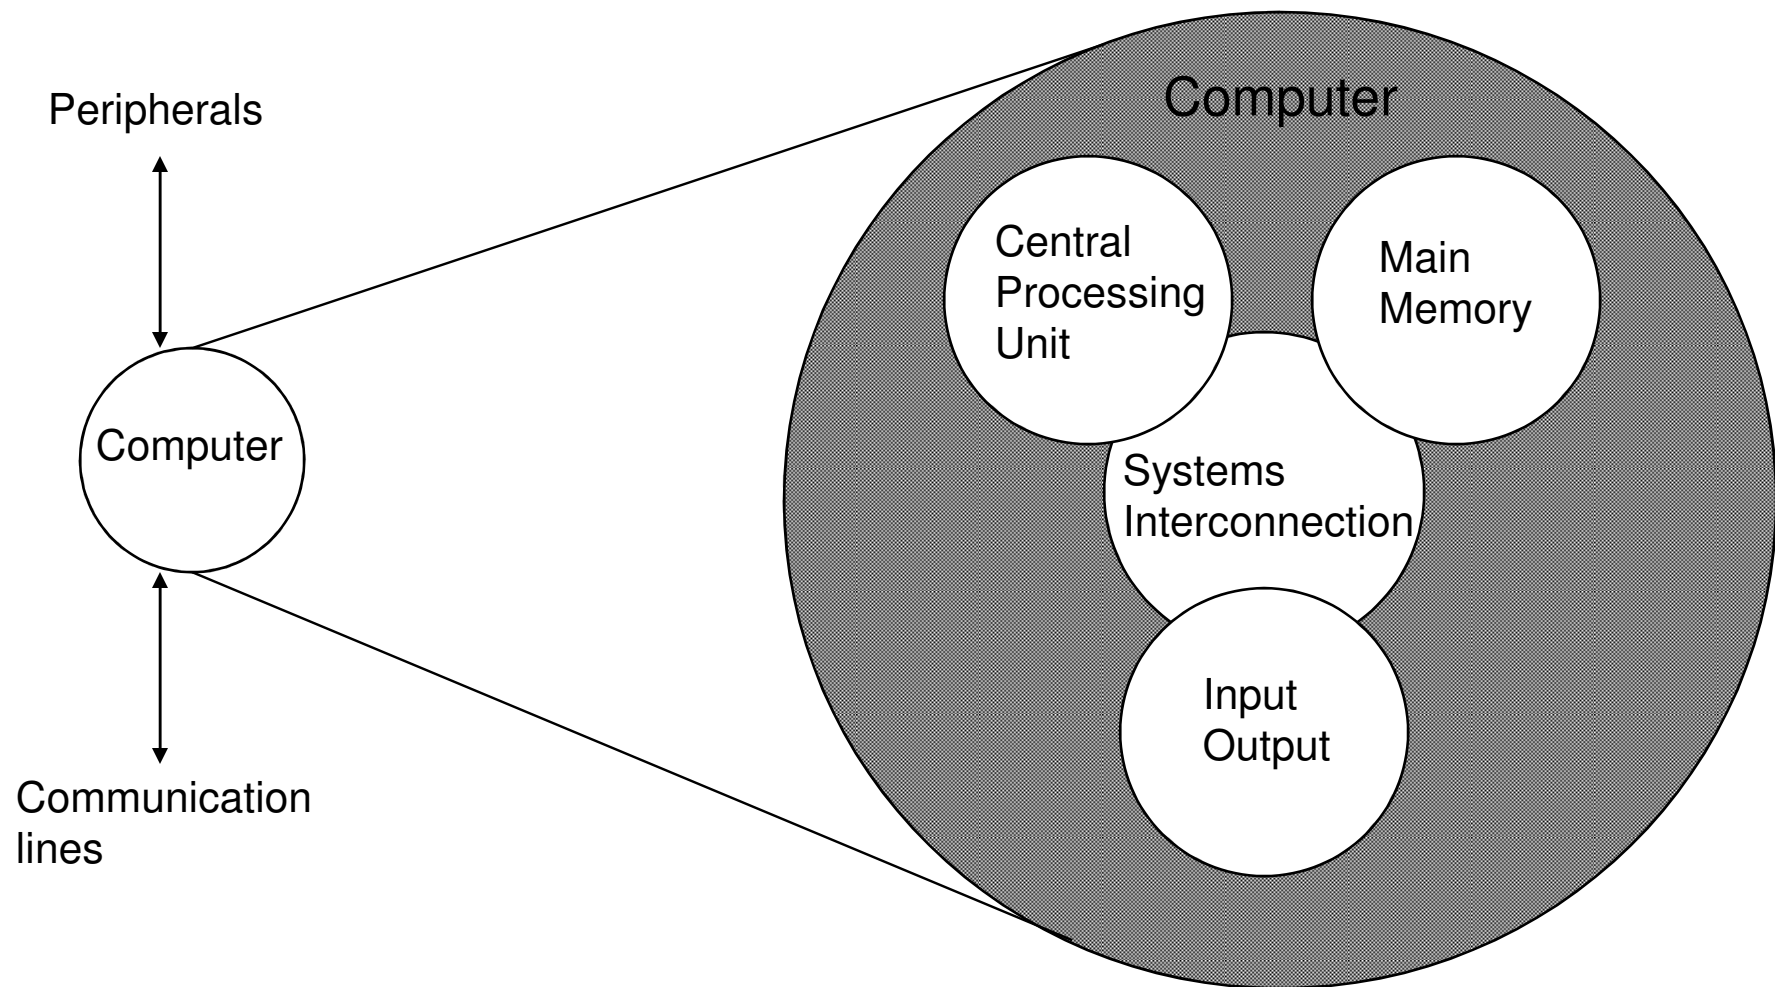 Peripherals
Computer
Communication
lines
Computer
Central
Processing
Unit
Main
Memory
Systems
Interconnection
Input
Output